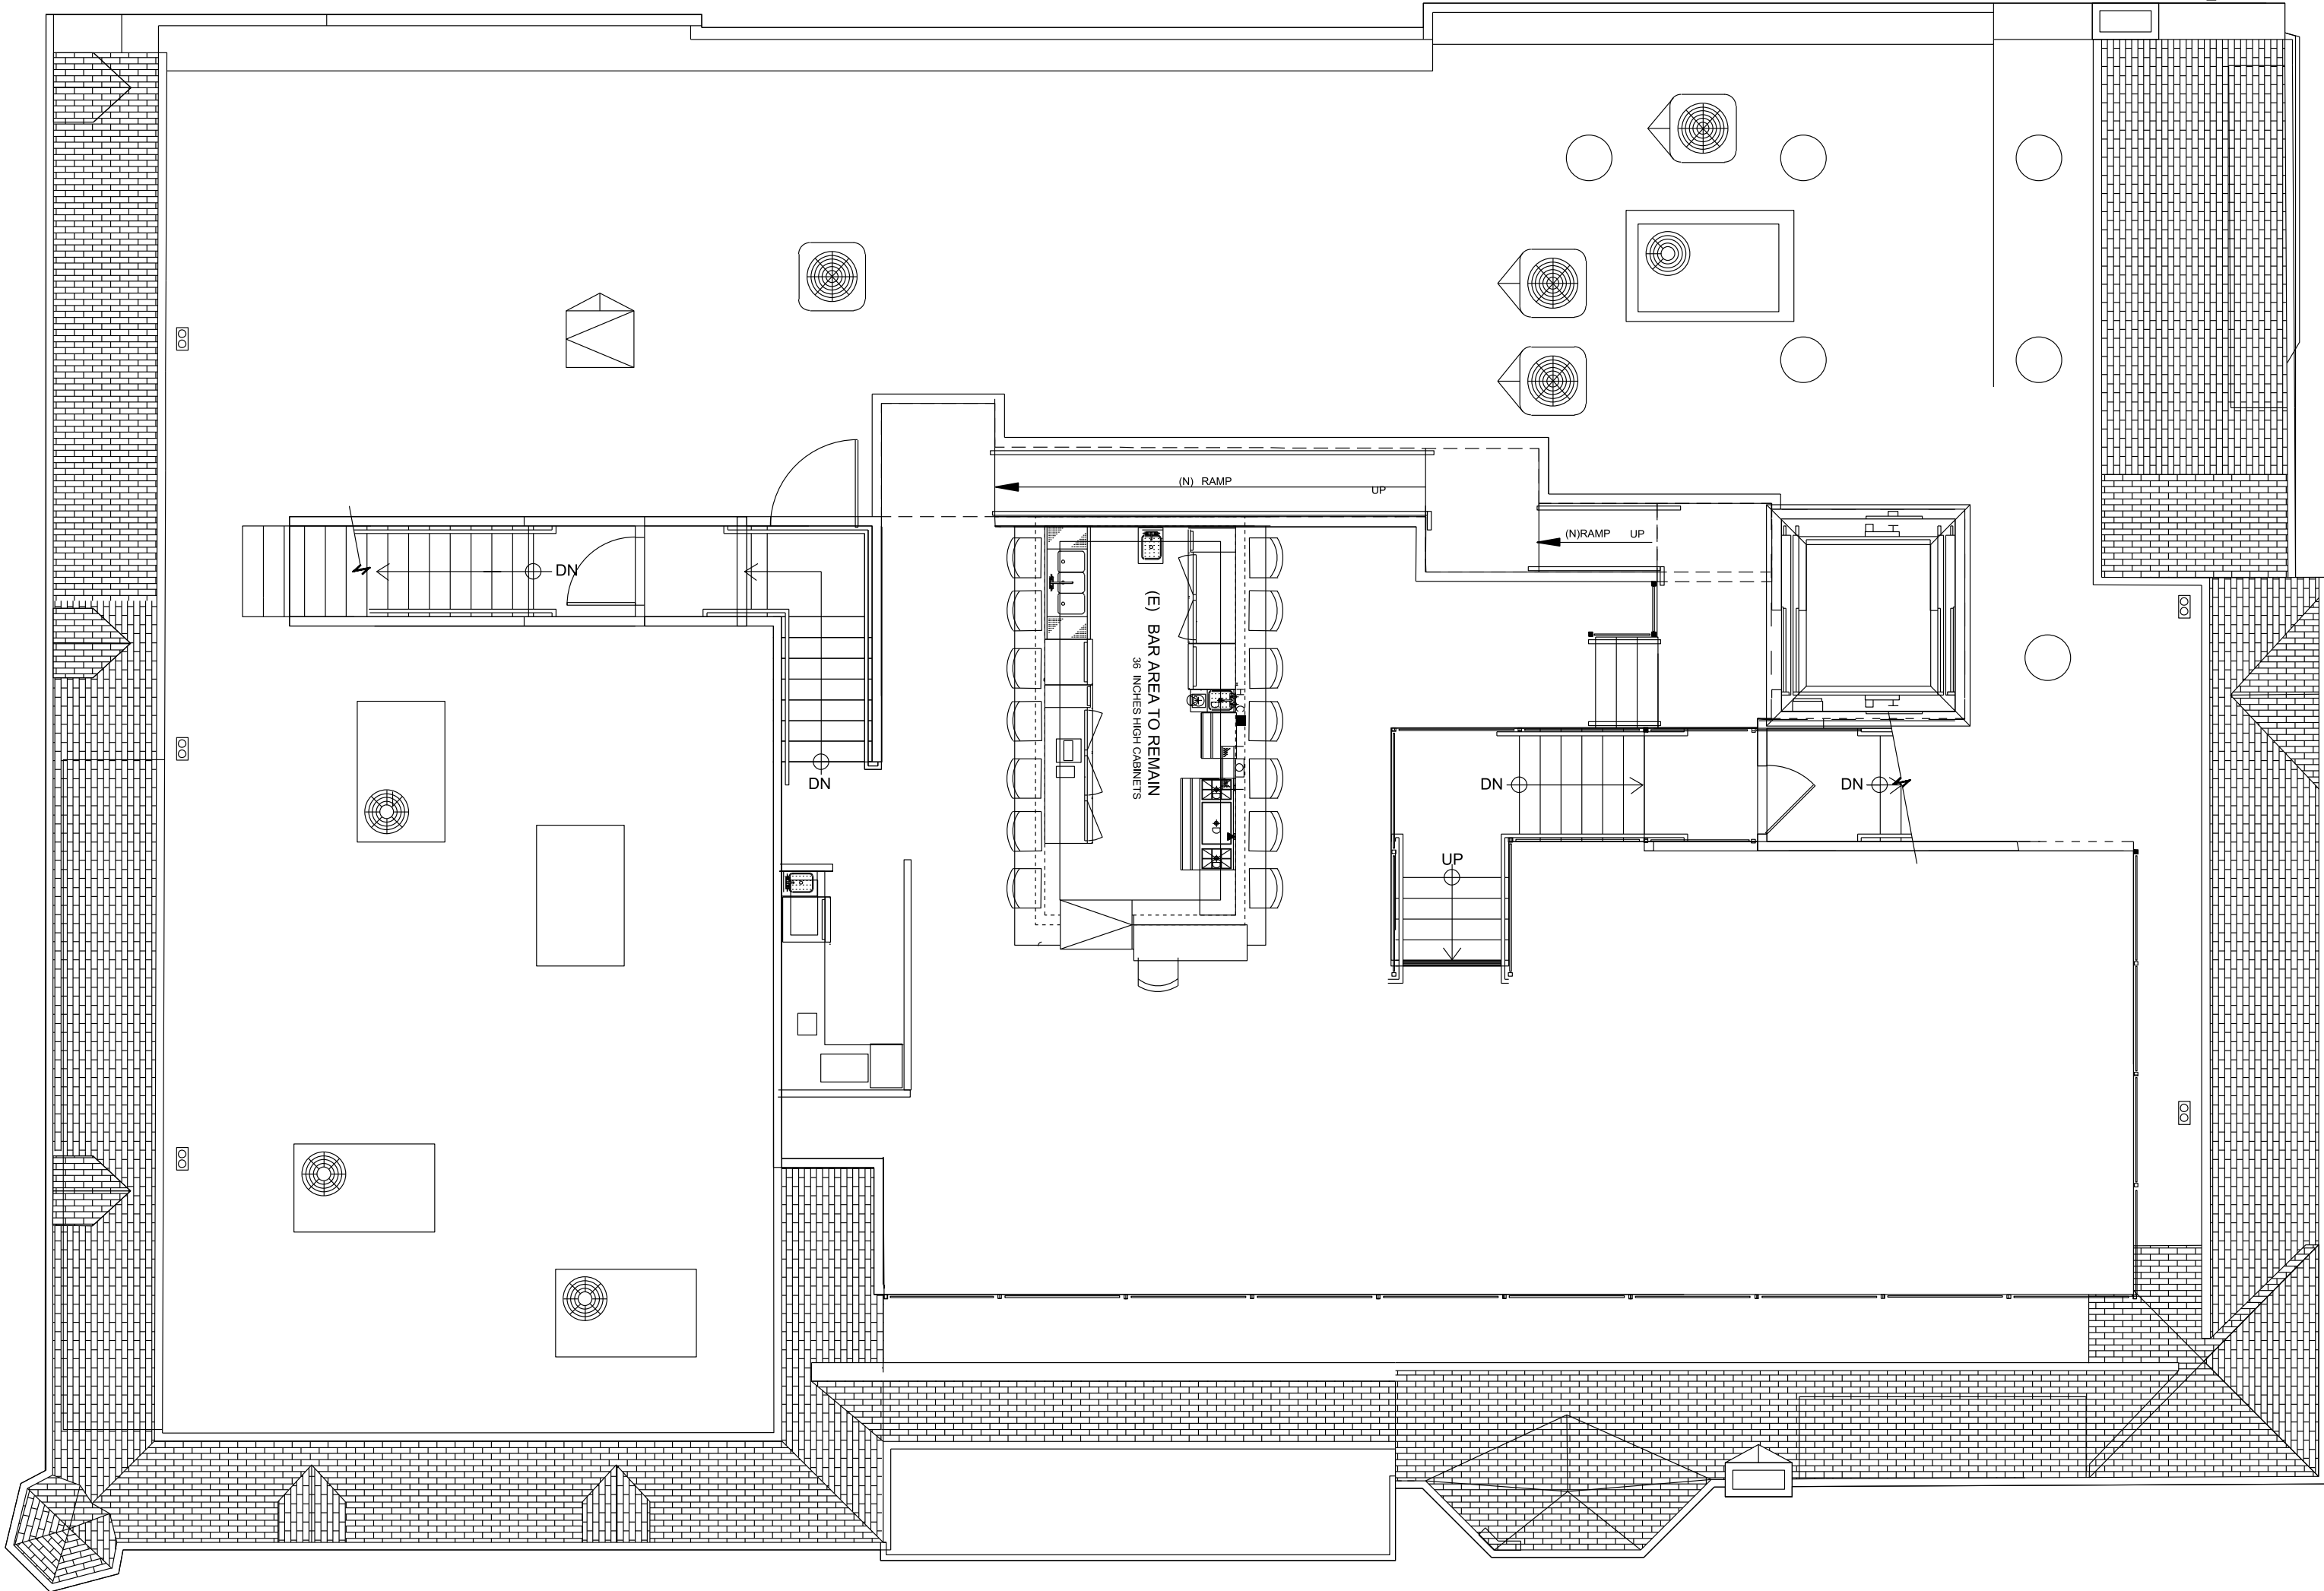 (N) RAMP
UP
(N)RAMP UP
DN
(E) BAR AREA TO REMAIN
36 INCHES HIGH CABINETS
DN
DN
DN
UP